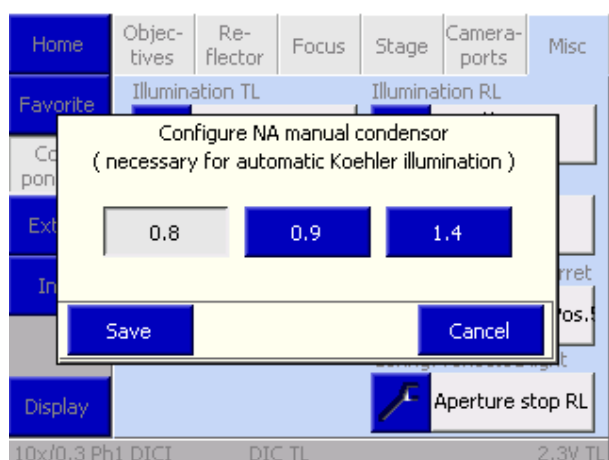 Home
Objec-
tives
Re-
flector
Focus
Stage
Camera-
ports
Misc
Favorite
Illumination TL
Illumination RL
Configure NA manual condensor
( necessary for automatic Koehler illumination )
0.8
0.9
1.4
Save
Cancel
Display
Aperture stop RL
10x/0.3 Ph1 DICI
DIC TL
2.3V TL